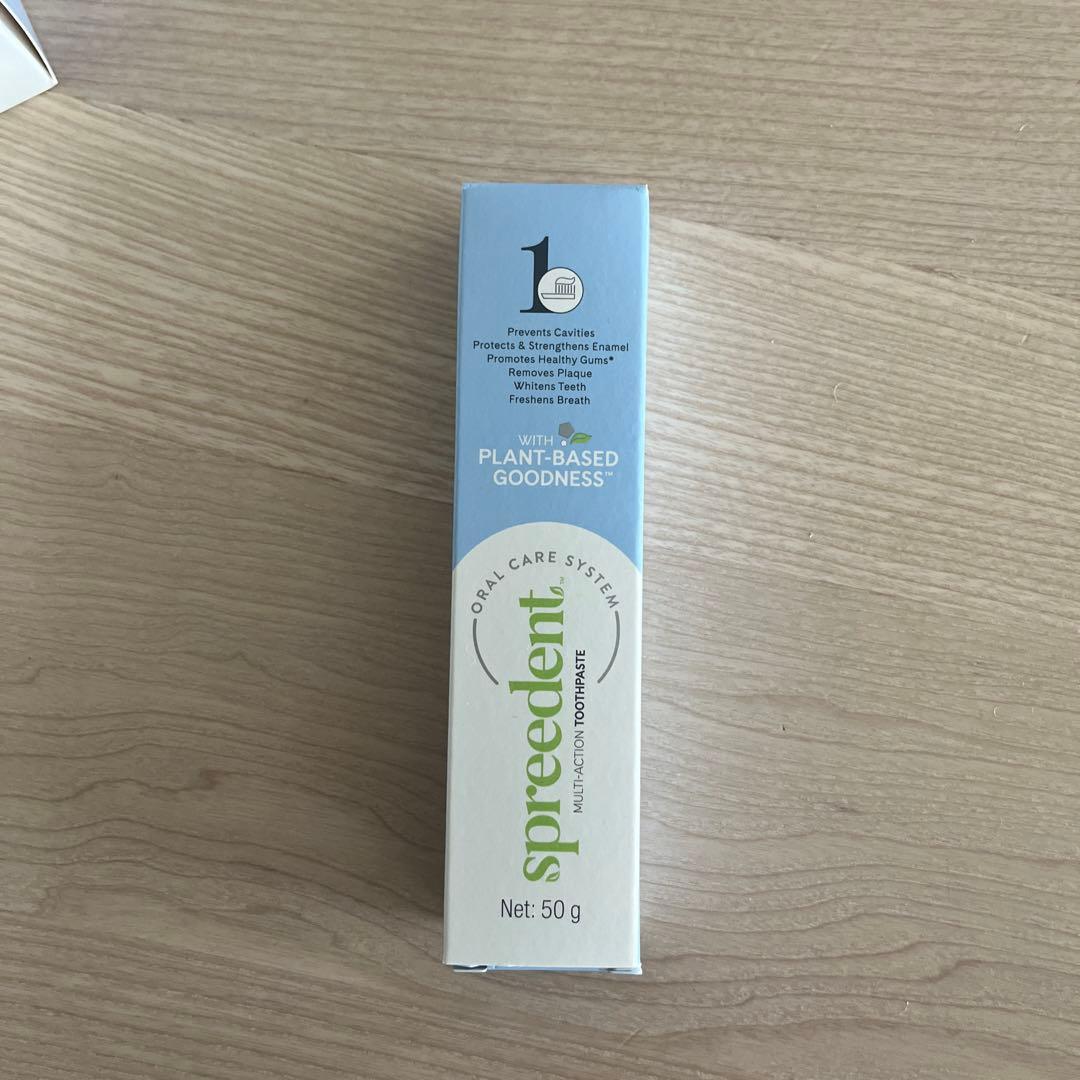 1
Prevents Cavities
Protects & Strengthens Enamel
Promotes Healthy Gums*
Removes Plaque
Whitens Teeth
Freshens Breath
WITH
PLANT-BASED
GOODNESS™
ORAL CARE SYSTEM
spreedent™
MULTI-ACTION TOOTHPASTE
Net: 50 g